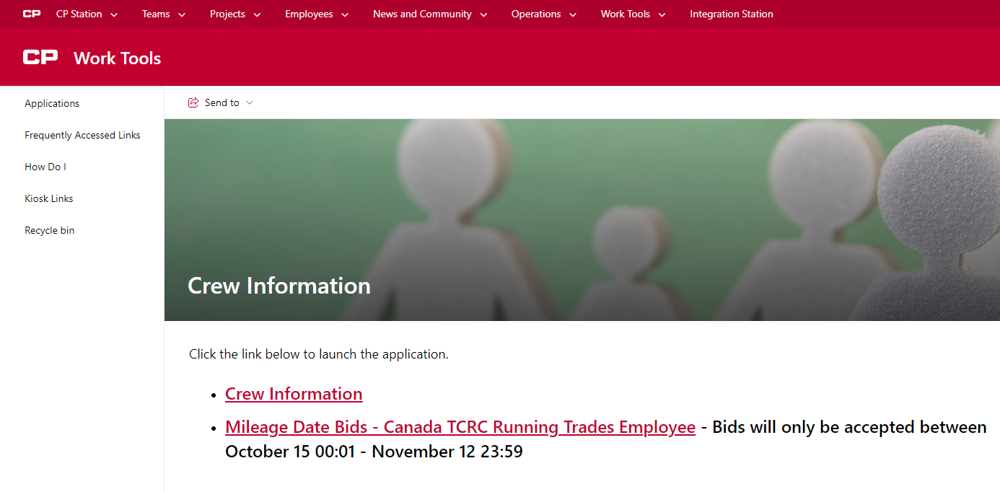 CP CP Station Teams Projects Employees News and Community Operations Work Tools Integration Station
CP Work Tools
Applications
Frequently Accessed Links
How Do I
Kiosk Links
Recycle bin
Send to
Crew Information
Click the link below to launch the application.
• Crew Information
• Mileage Date Bids - Canada TCRC Running Trades Employee - Bids will only be accepted between
October 15 00:01 - November 12 23:59